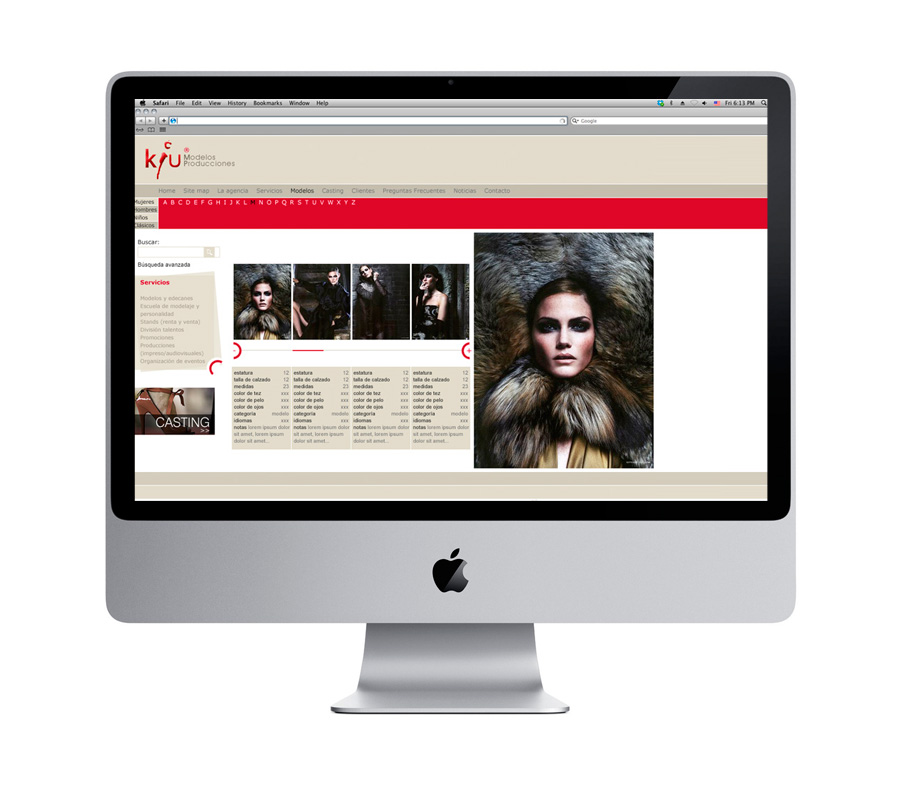 Safari File Edit View History Bookmarks Window Help
Fri 6:13 PM
Google
kiu® Modelos
Producciones
Home Site map La agencia Servicios Modelos Casting Clientes Preguntas Frecuentes Noticias Contacto
Mujeres
Hombres
Niños
Clásicos
A B C D E F G H I J K L M N O P Q R S T U V W X Y Z
Buscar:
Búsqueda avanzada
Servicios
Modelos y edecanes
Escuela de modelaje y
personalidad
Stands (renta y venta)
División talentos
Promociones
Producciones
(impreso/audiovisuales)
Organización de eventos
CASTING
>>
estatura 12 estatura 12 estatura 12 estatura 12
talla de calzado 12 talla de calzado 12 talla de calzado 12 talla de calzado 12
medidas 23 medidas 23 medidas 23 medidas 23
color de tez xxx color de tez xxx color de tez xxx color de tez xxx
color de pelo xxx color de pelo xxx color de pelo xxx color de pelo xxx
color de ojos xxx color de ojos xxx color de ojos xxx color de ojos xxx
categoria modelo categoria modelo categoria modelo categoria modelo
idiomas xxx idiomas xxx idiomas xxx idiomas xxx
notas lorem ipsum dolor notas lorem ipsum dolor notas lorem ipsum dolor notas lorem ipsum dolor
sit amet, lorem ipsum sit amet, lorem ipsum sit amet, lorem ipsum sit amet, lorem ipsum
dolor sit amet... dolor sit amet... dolor sit amet... dolor sit amet...